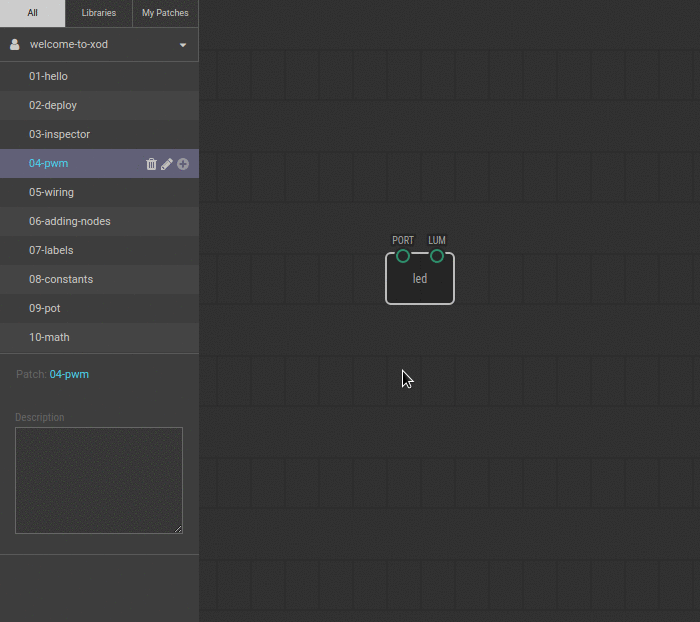 All Libraries My Patches
welcome-to-xod
01-hello
02-deploy
03-inspector
04-pwm
05-wiring
06-adding-nodes
07-labels
08-constants
09-pot
10-math
Patch: 04-pwm
Description
PORT LUM
led